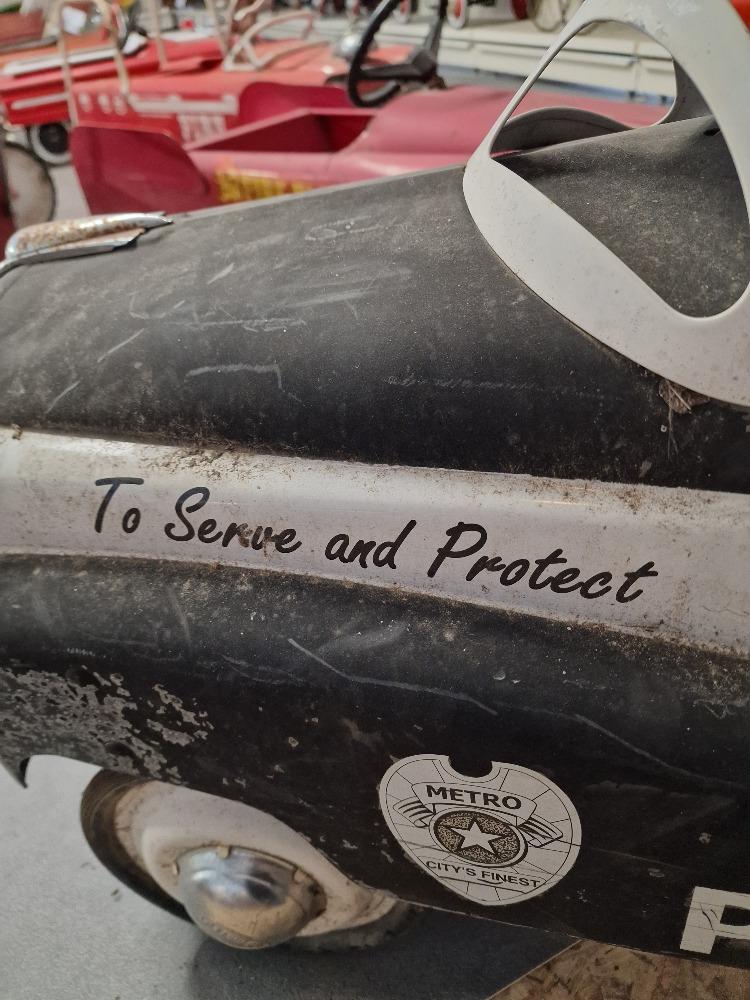 To Serve and Protect
METRO
CITY'S FINEST
P